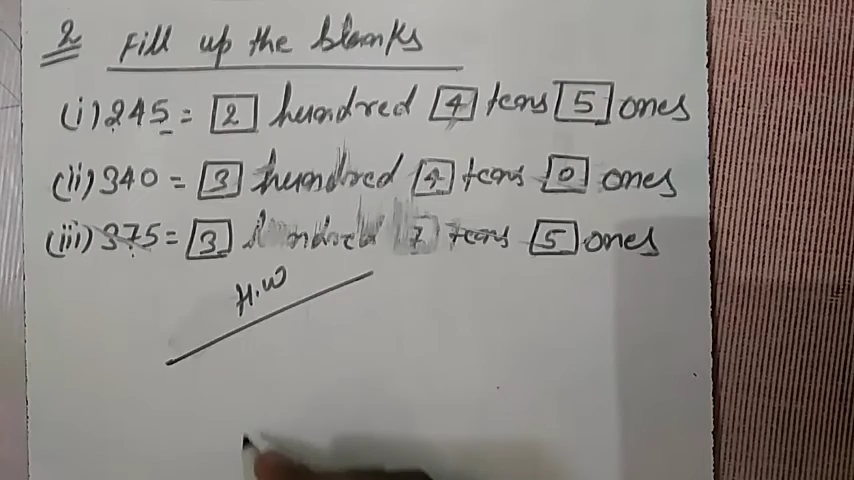 2 Fill up the blanks
(i) 245 = 2 hundred 4 tens 5 ones
(ii) 340 = 3 hundred 4 tens 0 ones
(iii) 375 = 3 hundred 7 tens 5 ones
H.W